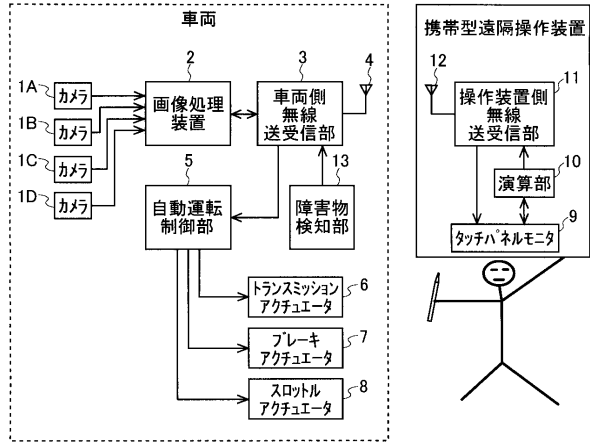 車両
携帯型遠隔操作装置
1A
カメラ
1B
カメラ
1C
カメラ
1D
カメラ
2
画像処理
装置
3
車両側
無線
送受信部
4
5
自動運転
制御部
13
障害物
検知部
トランスミッション
アクチュエータ
6
ブレーキ
アクチュエータ
7
スロットル
アクチュエータ
8
12
11
操作装置側
無線
送受信部
10
演算部
9
タッチパネルモニタ